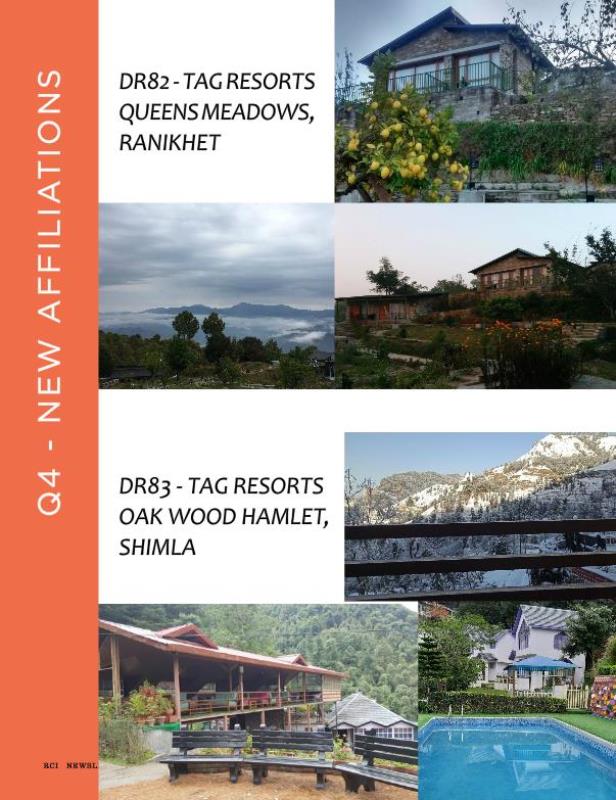 Q4 - NEW AFFILIATIONS
DR82 - TAG RESORTS
QUEENS MEADOWS,
RANIKHET
DR83 - TAG RESORTS
OAK WOOD HAMLET,
SHIMLA
RCI NEWSL